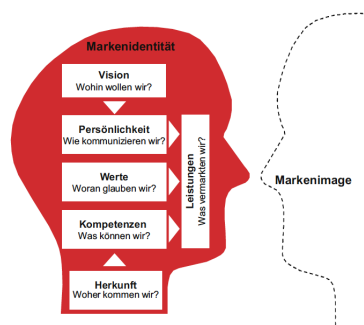 Markenidentität
Vision
Wohin wollen wir?
Persönlichkeit
Wie kommunizieren wir?
Werte
Woran glauben wir?
Kompetenzen
Was können wir?
Herkunft
Woher kommen wir?
Leistungen
Was vermarkten wir?
Markenimage